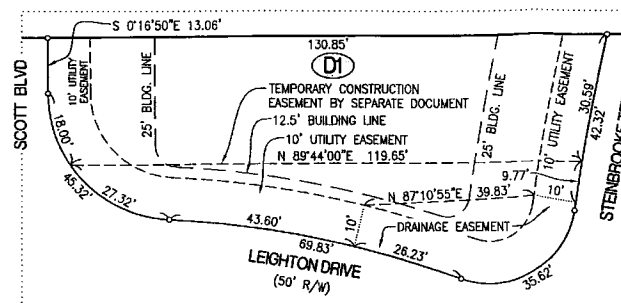 S 0°16'50"E 13.06'
130.85'
D1
SCOTT BLVD
10' UTILITY
EASEMENT
25' BLDG. LINE
TEMPORARY CONSTRUCTION
EASEMENT BY SEPARATE DOCUMENT
12.5' BUILDING LINE
10' UTILITY EASEMENT
N 89°44'00"E 119.65'
25' BLDG. LINE
10' UTILITY EASEMENT
30.59'
42.32'
9.77'
18.00'
45.32'
27.32'
N 87°10'55"E 39.83'
10'
10'
DRAINAGE EASEMENT
43.60'
69.83'
26.23'
35.62'
LEIGHTON DRIVE
(50' R/W)